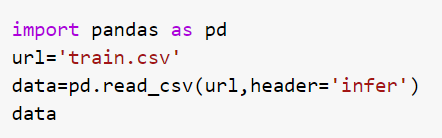 import pandas as pd
url='train.csv'
data=pd.read_csv(url,header='infer')
data